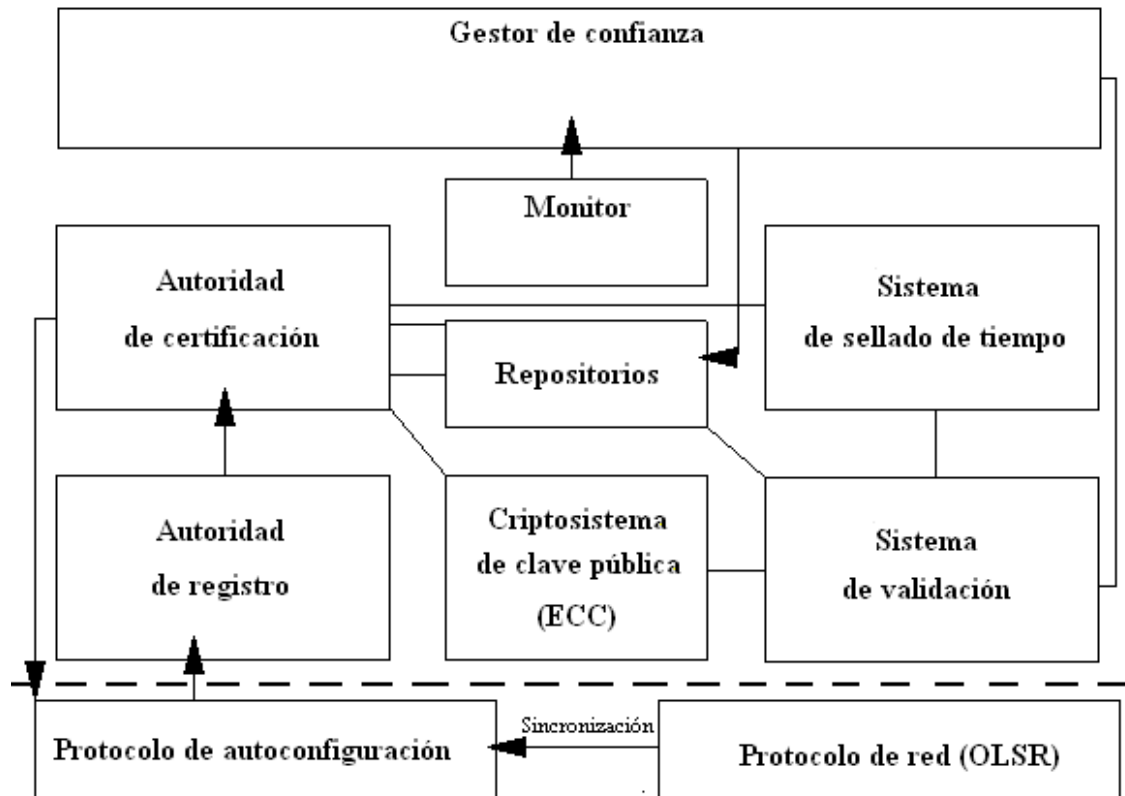 Gestor de confianza
Monitor
Autoridad
de certificación
Sistema
de sellado de tiempo
Repositorios
Autoridad
de registro
Criptosistema
de clave pública
(ECC)
Sistema
de validación
Protocolo de autoconfiguración
Sincronización
Protocolo de red (OLSR)